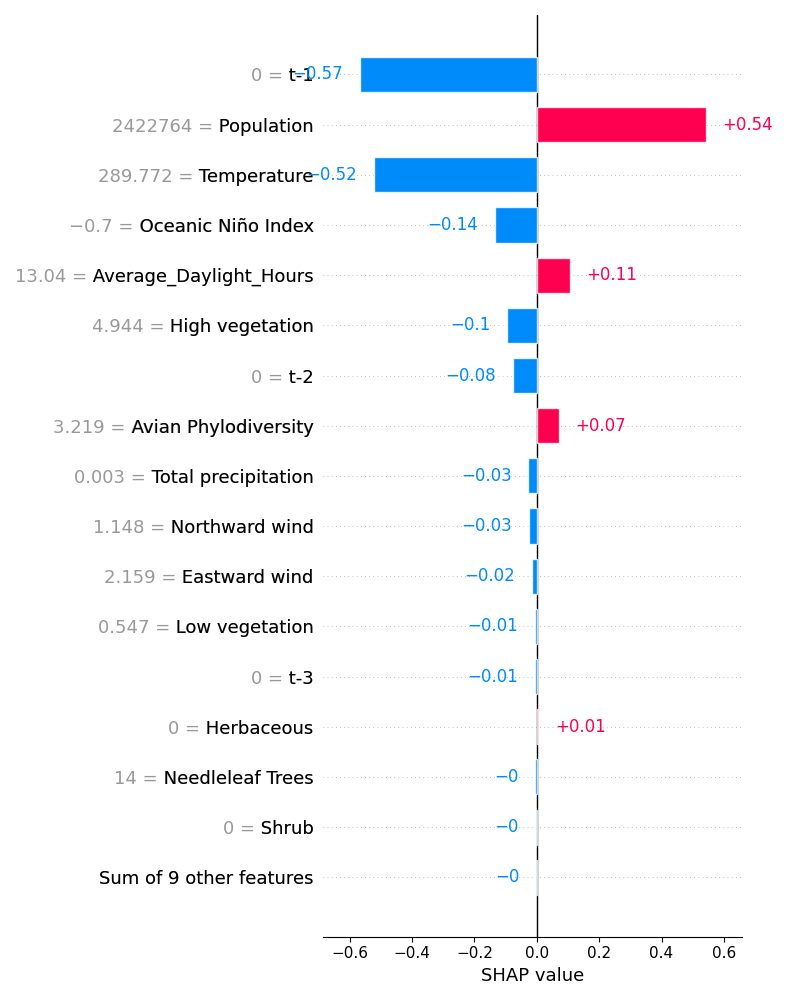 0 = t-1 −0.57
2422764 = Population +0.54
289.772 = Temperature −0.52
−0.7 = Oceanic Niño Index −0.14
13.04 = Average_Daylight_Hours +0.11
4.944 = High vegetation −0.1
0 = t-2 −0.08
3.219 = Avian Phylodiversity +0.07
0.003 = Total precipitation −0.03
1.148 = Northward wind −0.03
2.159 = Eastward wind −0.02
0.547 = Low vegetation −0.01
0 = t-3 −0.01
0 = Herbaceous +0.01
14 = Needleleaf Trees −0
0 = Shrub −0
Sum of 9 other features −0
−0.6 −0.4 −0.2 0.0 0.2 0.4 0.6
SHAP value